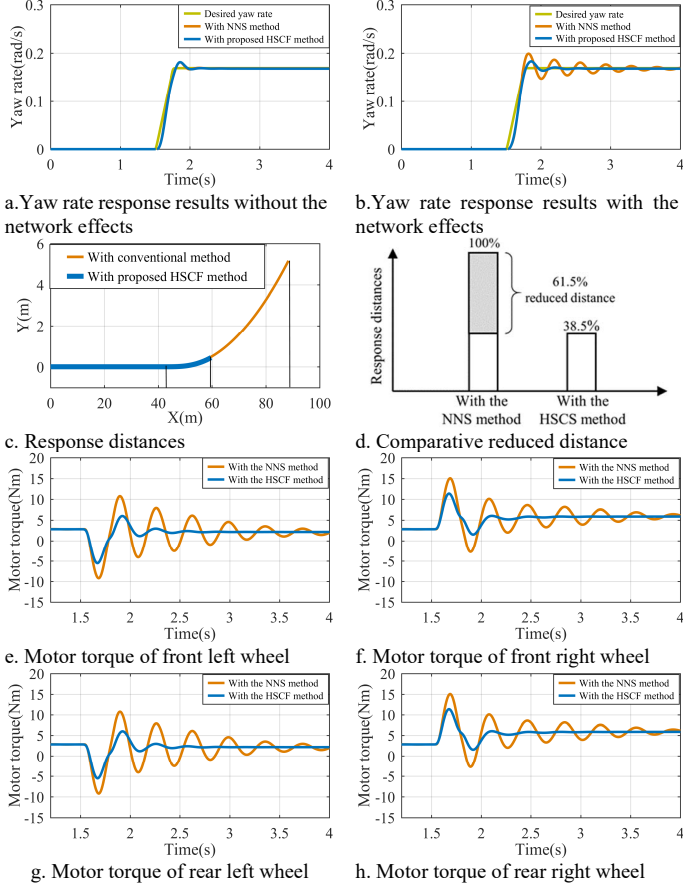 0.3
0.2
0.1
0
Yaw rate(rad/s)
Desired yaw rate
With NNS method
With proposed HSCF method
0 1 2 3 4
Time(s)
a.Yaw rate response results without the
network effects
0.3
0.2
0.1
0
Yaw rate(rad/s)
Desired yaw rate
With NNS method
With proposed HSCF method
0 1 2 3 4
Time(s)
b.Yaw rate response results with the
network effects
6
4
2
0
Y(m)
With conventional method
With proposed HSCF method
0 20 40 60 80 100
X(m)
c. Response distances
Response distances
100%
61.5%
reduced distance
38.5%
With the
NNS method
With the
HSCS method
d. Comparative reduced distance
20
15
10
5
0
-5
-10
-15
Motor torque(Nm)
With the NNS method
With the HSCF method
1.5 2 2.5 3 3.5 4
Time(s)
e. Motor torque of front left wheel
20
15
10
5
0
-5
-10
-15
Motor torque(Nm)
With the NNS method
With the HSCF method
1.5 2 2.5 3 3.5 4
Time(s)
f. Motor torque of front right wheel
20
15
10
5
0
-5
-10
-15
Motor torque(Nm)
With the NNS method
With the HSCF method
1.5 2 2.5 3 3.5 4
Time(s)
g. Motor torque of rear left wheel
20
15
10
5
0
-5
-10
-15
Motor torque(Nm)
With the NNS method
With the HSCF method
1.5 2 2.5 3 3.5 4
Time(s)
h. Motor torque of rear right wheel